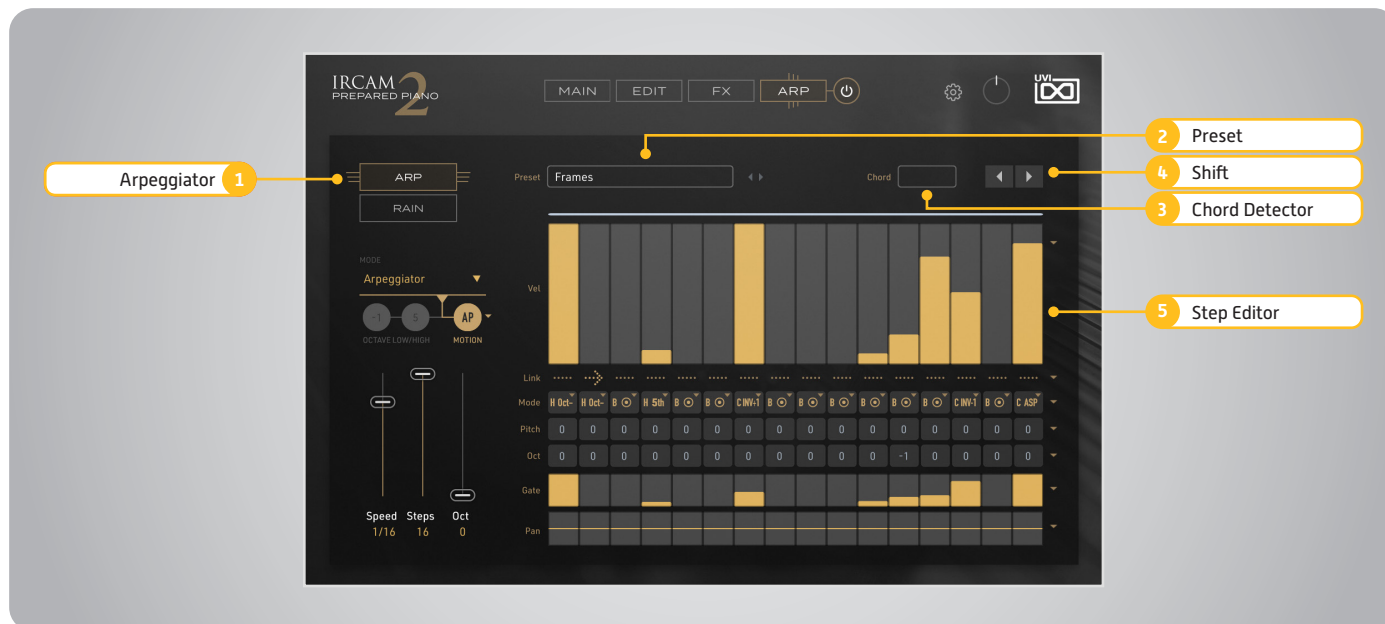 IRCAM 2
PREPARED PIANO
MAIN EDIT FX ARP
UVI
2 Preset
Arpeggiator 1
ARP
Preset Frames
Chord
4 Shift
RAIN
3 Chord Detector
MODE
Arpeggiator
Vel
5 Step Editor
-1 5 AP
OCTAVE LOW/HIGH MOTION
Link
Mode H Oct- H Oct- B B H 5th B B C INV-1 B B B B B B C INV-1 B C ASP
Pitch 0 0 0 0 0 0 0 0 0 0 0 0 0 0 0 0
Oct 0 0 0 0 0 0 0 0 0 0 0 -1 0 0 0 0
Gate
Speed Steps Oct
1/16 16 0
Pan